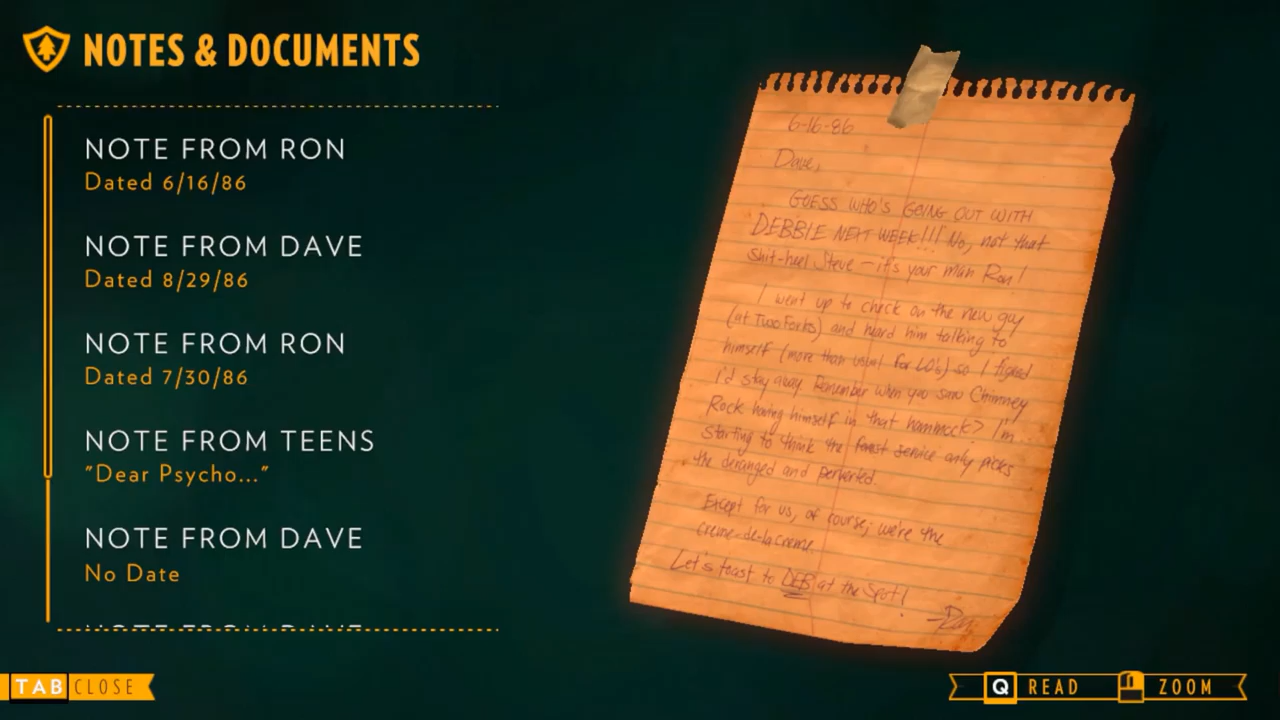 NOTES & DOCUMENTS
NOTE FROM RON
Dated 6/16/86
NOTE FROM DAVE
Dated 8/29/86
NOTE FROM RON
Dated 7/30/86
NOTE FROM TEENS
"Dear Psycho..."
NOTE FROM DAVE
No Date
NOTE FROM DAVE
6-16-86
Dave,
GUESS WHO'S GOING OUT WITH
DEBBIE NEXT WEEK!!! No, not that
shit-heel Steve - it's your man Ron!
I went up to check on the new guy
(at Two Forks) and heard him talking to
himself (more than usual for LO's) so I figured
I'd stay away. Remember when you saw Chimney
Rock having himself in that hammock? I'm
starting to think the forest service only picks
the deranged and perverted.
Except for us, of course; we're the
creme-de-la creme.
Let's toast to DEB at the Spot!
-Ron
TAB CLOSE
Q READ
ZOOM